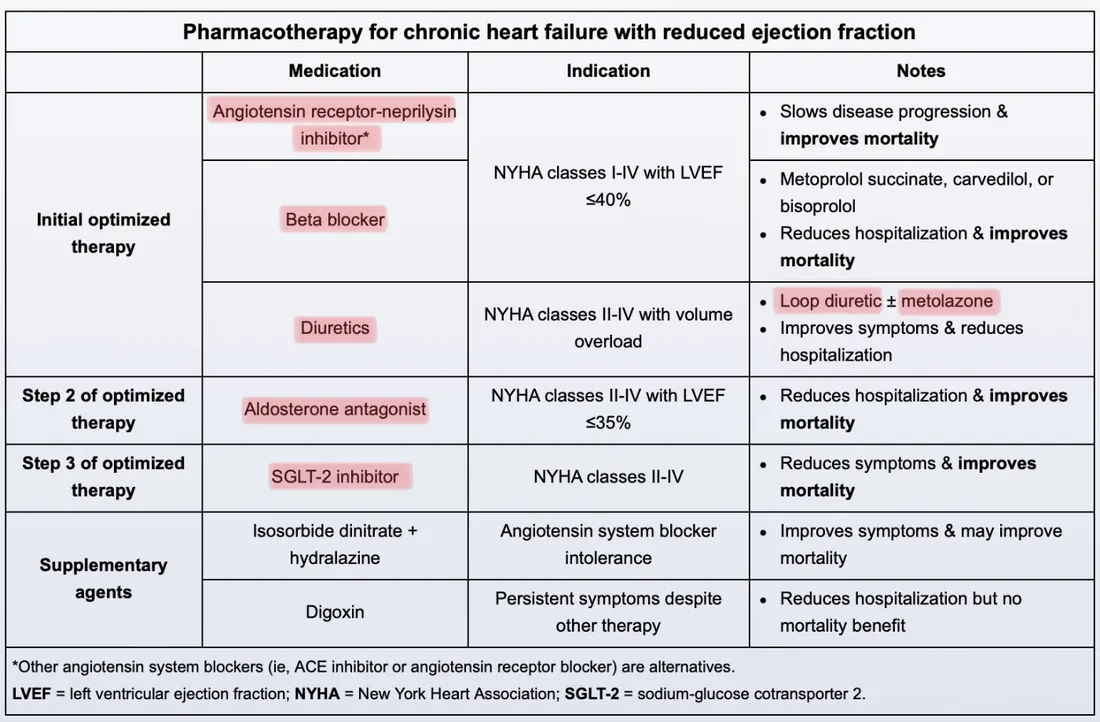 Pharmacotherapy for chronic heart failure with reduced ejection fraction
Medication
Indication
Notes
Initial optimized
therapy
Angiotensin receptor-neprilysin
inhibitor*
NYHA classes I-IV with LVEF
≤40%
• Slows disease progression &
improves mortality
Beta blocker
• Metoprolol succinate, carvedilol, or
bisoprolol
• Reduces hospitalization & improves
mortality
Diuretics
NYHA classes II-IV with volume
overload
• Loop diuretic ± metolazone
• Improves symptoms & reduces
hospitalization
Step 2 of optimized
therapy
Aldosterone antagonist
NYHA classes II-IV with LVEF
≤35%
• Reduces hospitalization & improves
mortality
Step 3 of optimized
therapy
SGLT-2 inhibitor
NYHA classes II-IV
• Reduces symptoms & improves
mortality
Supplementary
agents
Isosorbide dinitrate +
hydralazine
Angiotensin system blocker
intolerance
• Improves symptoms & may improve
mortality
Digoxin
Persistent symptoms despite
other therapy
• Reduces hospitalization but no
mortality benefit
*Other angiotensin system blockers (ie, ACE inhibitor or angiotensin receptor blocker) are alternatives.
LVEF = left ventricular ejection fraction; NYHA = New York Heart Association; SGLT-2 = sodium-glucose cotransporter 2.